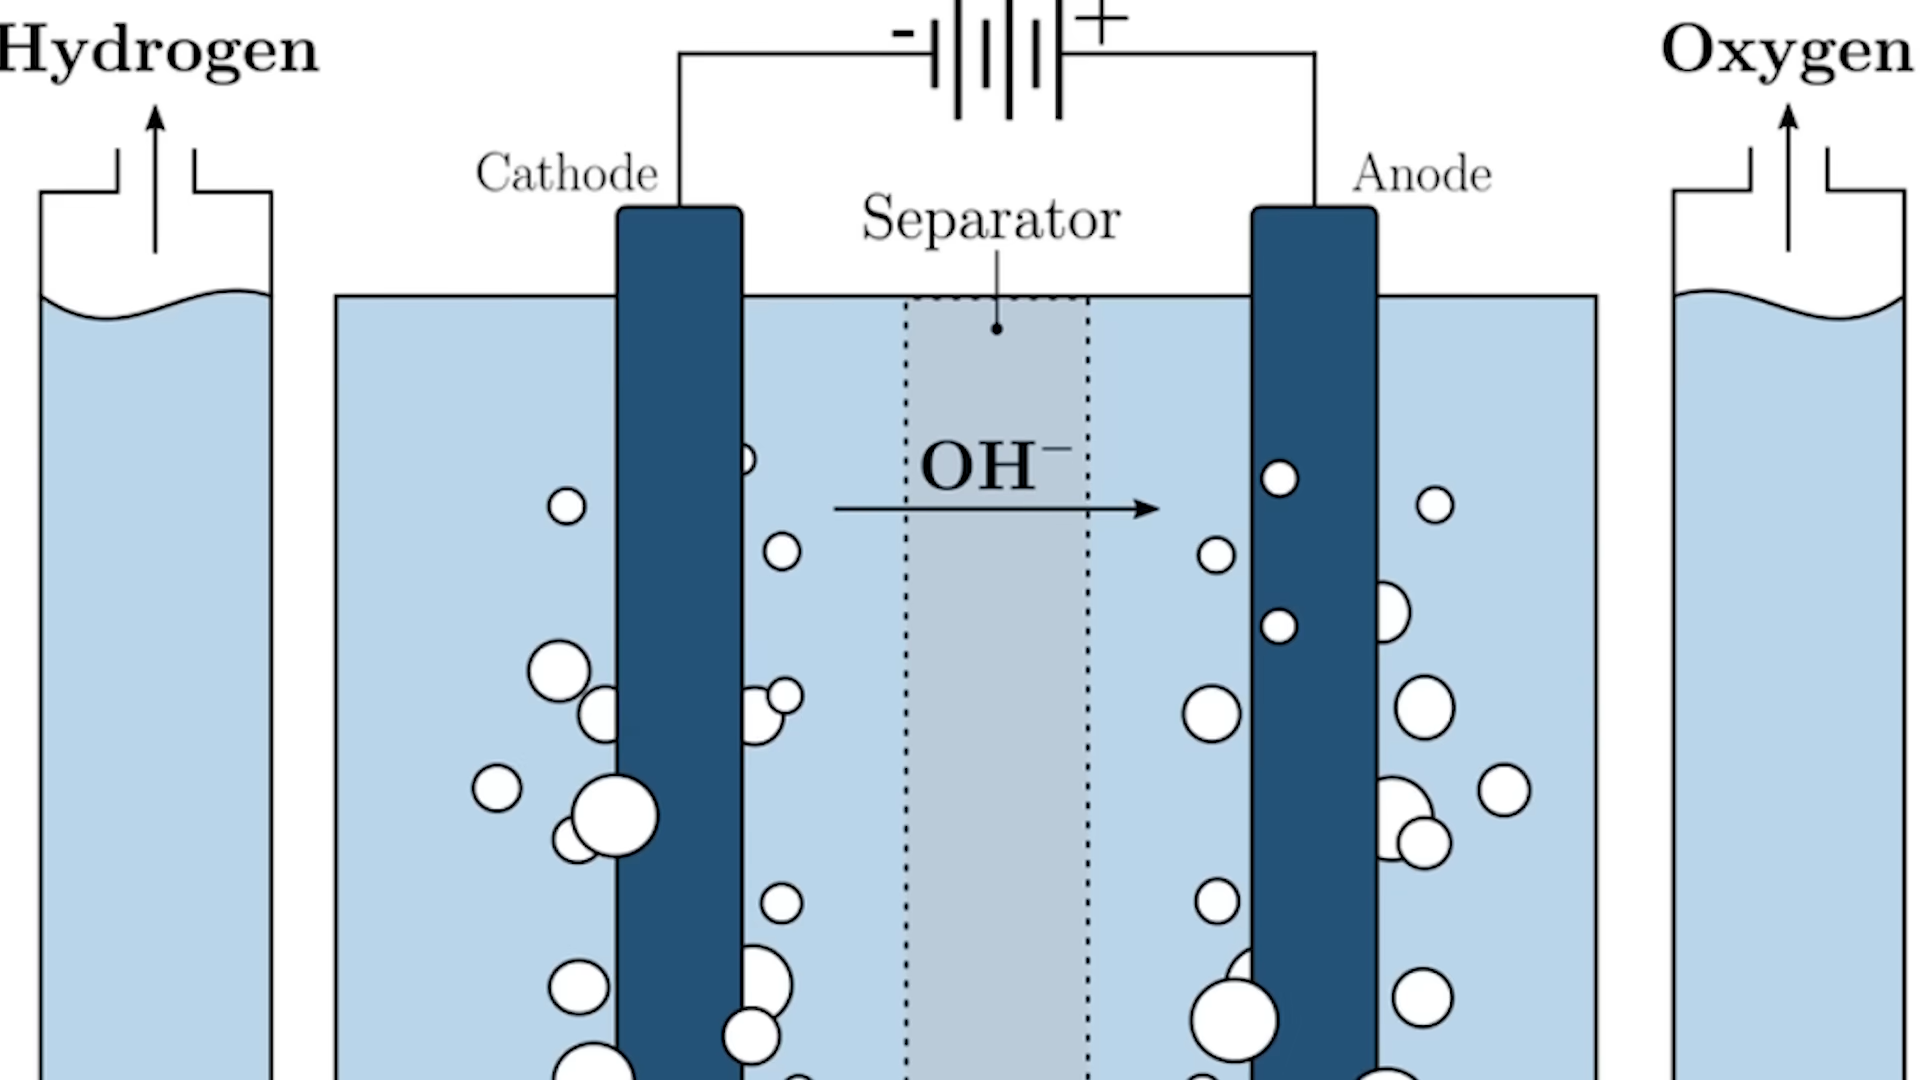 Hydrogen
- +
Oxygen
Cathode
Anode
Separator
OH⁻